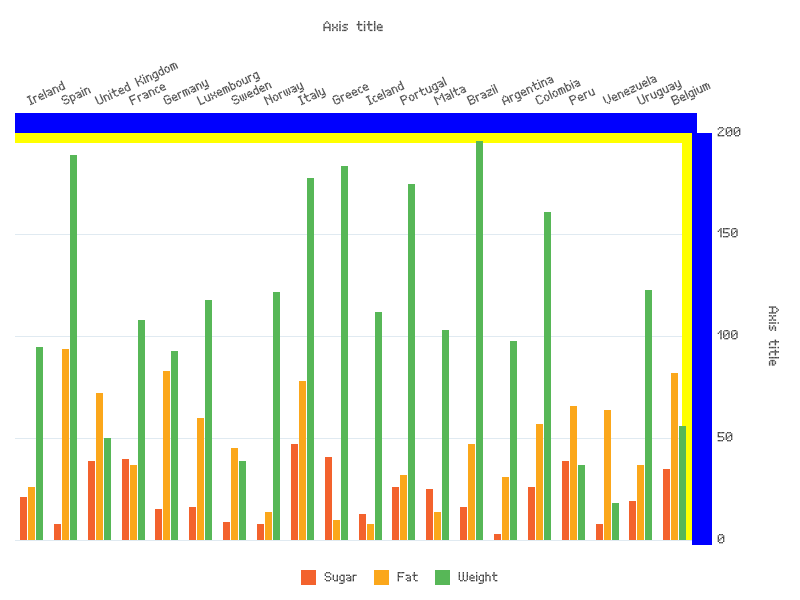 Axis title
Ireland
Spain
United Kingdom
France
Germany
Luxembourg
Sweden
Norway
Italy
Greece
Iceland
Portugal
Malta
Brazil
Argentina
Colombia
Peru
Venezuela
Uruguay
Belgium
200
150
100
50
0
Axis title
Sugar Fat Weight